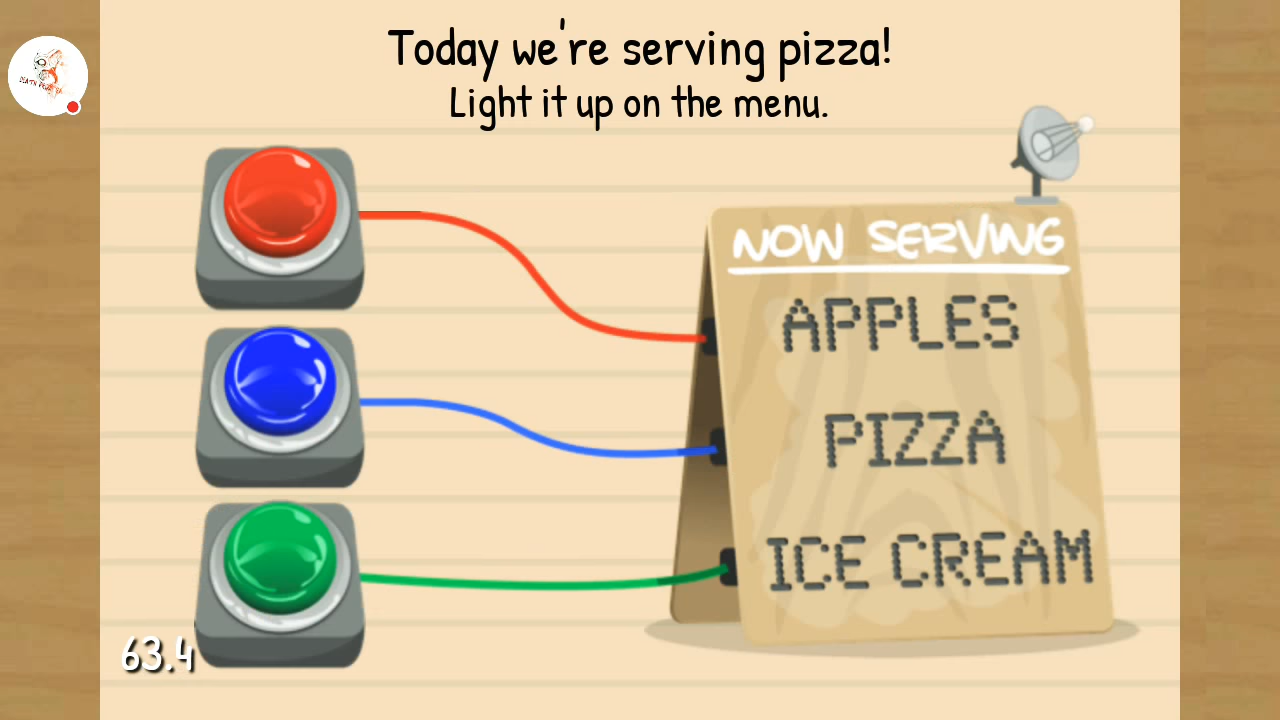 Today we're serving pizza!
Light it up on the menu.
NOW SERVING
APPLES
PIZZA
ICE CREAM
63.4